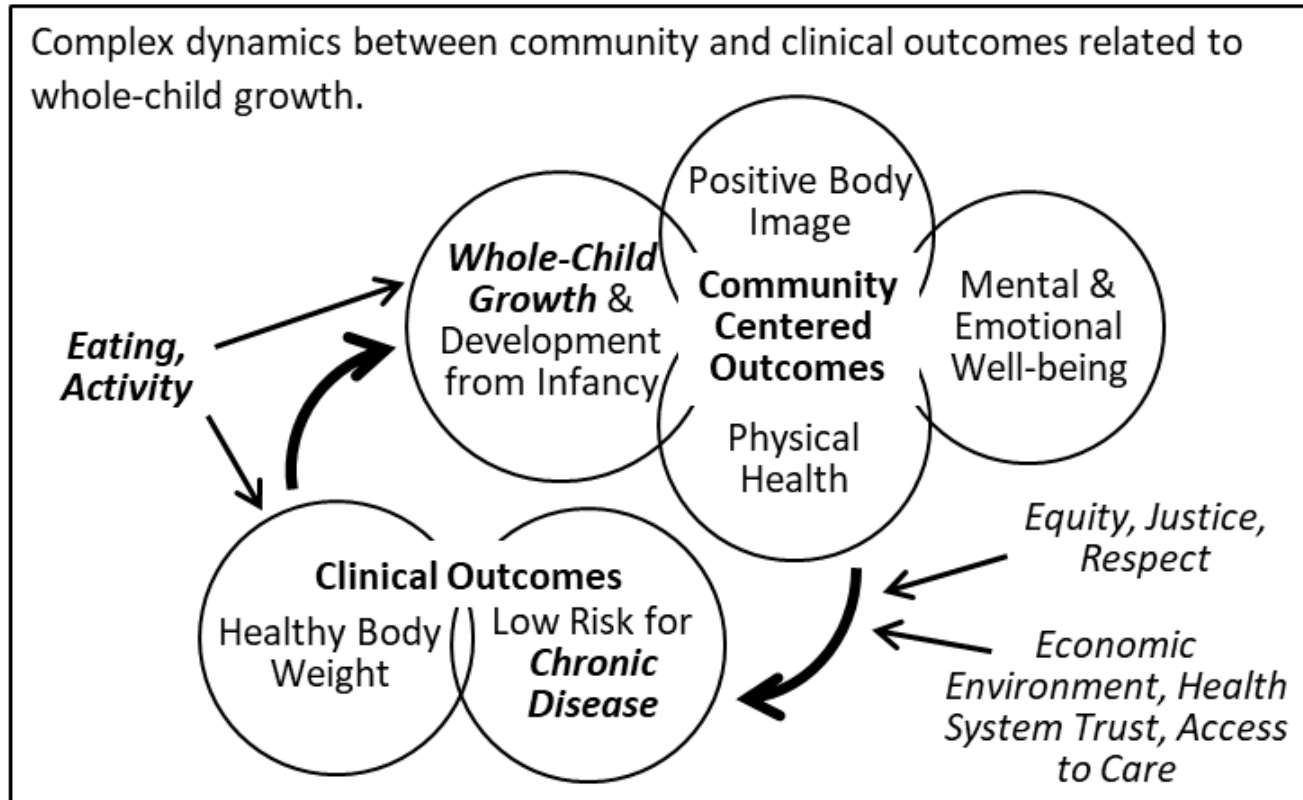 Complex dynamics between community and clinical outcomes related to
whole-child growth.
Positive Body
Image
Whole-Child
Growth &
Development
from Infancy
Community
Centered
Outcomes
Mental &
Emotional
Well-being
Eating,
Activity
Physical
Health
Clinical Outcomes
Healthy Body
Weight
Low Risk for
Chronic
Disease
Equity, Justice,
Respect
Economic
Environment, Health
System Trust, Access
to Care